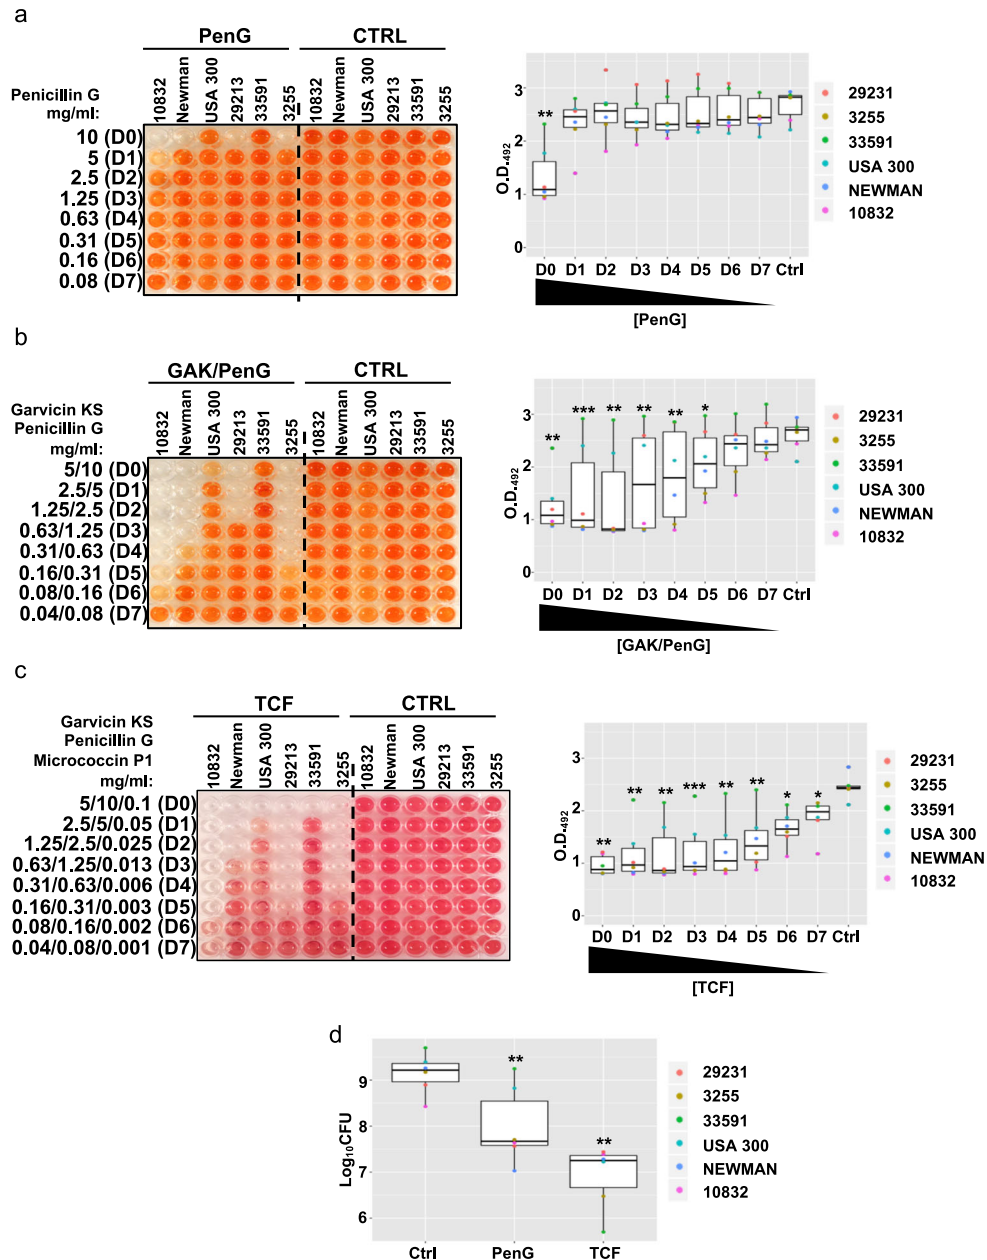 a
PenG CTRL
10832 Newman USA 300 29213 33591 3255 10832 Newman USA 300 29213 33591 3255
Penicillin G
mg/ml:
10 (D0)
5 (D1)
2.5 (D2)
1.25 (D3)
0.63 (D4)
0.31 (D5)
0.16 (D6)
0.08 (D7)
O.D.492
3
2
1
0
**
D0 D1 D2 D3 D4 D5 D6 D7 Ctrl
[PenG]
29231
3255
33591
USA 300
NEWMAN
10832
b
GAK/PenG CTRL
10832 Newman USA 300 29213 33591 3255 10832 Newman USA 300 29213 33591 3255
Garvicin KS
Penicillin G
mg/ml:
5/10 (D0)
2.5/5 (D1)
1.25/2.5 (D2)
0.63/1.25 (D3)
0.31/0.63 (D4)
0.16/0.31 (D5)
0.08/0.16 (D6)
0.04/0.08 (D7)
O.D.492
3
2
1
0
** *** ** ** ** *
D0 D1 D2 D3 D4 D5 D6 D7 Ctrl
[GAK/PenG]
29231
3255
33591
USA 300
NEWMAN
10832
c
TCF CTRL
10832 Newman USA 300 29213 33591 3255 10832 Newman USA 300 29213 33591 3255
Garvicin KS
Penicillin G
Micrococcin P1
mg/ml:
5/10/0.1 (D0)
2.5/5/0.05 (D1)
1.25/2.5/0.025 (D2)
0.63/1.25/0.013 (D3)
0.31/0.63/0.006 (D4)
0.16/0.31/0.003 (D5)
0.08/0.16/0.002 (D6)
0.04/0.08/0.001 (D7)
O.D.492
3
2
1
0
** ** ** *** ** ** * *
D0 D1 D2 D3 D4 D5 D6 D7 Ctrl
[TCF]
29231
3255
33591
USA 300
NEWMAN
10832
d
Log10CFU
9
8
7
6
** **
Ctrl PenG TCF
29231
3255
33591
USA 300
NEWMAN
10832